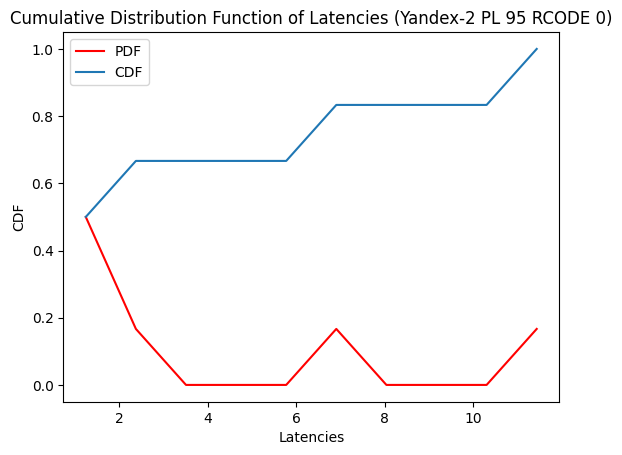 Cumulative Distribution Function of Latencies (Yandex-2 PL 95 RCODE 0)
PDF
CDF
1.0
0.8
0.6
0.4
0.2
0.0
CDF
2
4
6
8
10
Latencies